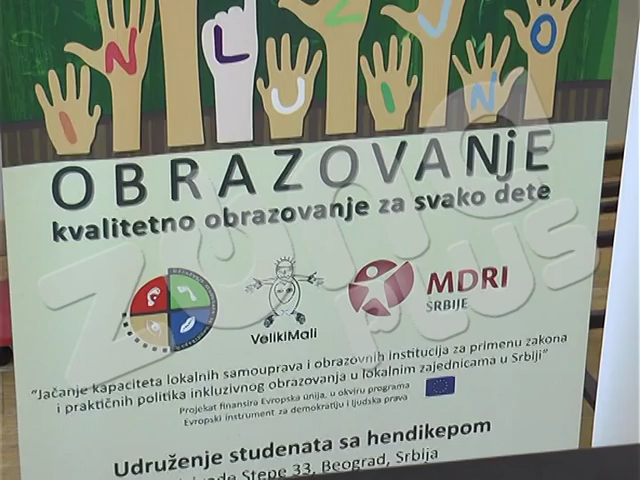 INKLUZIVNO
OBRAZOVANjE
kvalitetno obrazovanje za svako dete
VelikiMali
MDRI
SRBIJE
"Jačanje kapaciteta lokalnih samouprava i obrazovnih institucija za primenu zakona
i praktičnih politika inkluzivnog obrazovanja u lokalnim zajednicama u Srbiji"
Projekat finansira Evropska unija, u okviru programa
Evropski instrument za demokratiju i ljudska prava
Udruženje studenata sa hendikepom
Stepe 33, Beograd, Srbija
zona
plus